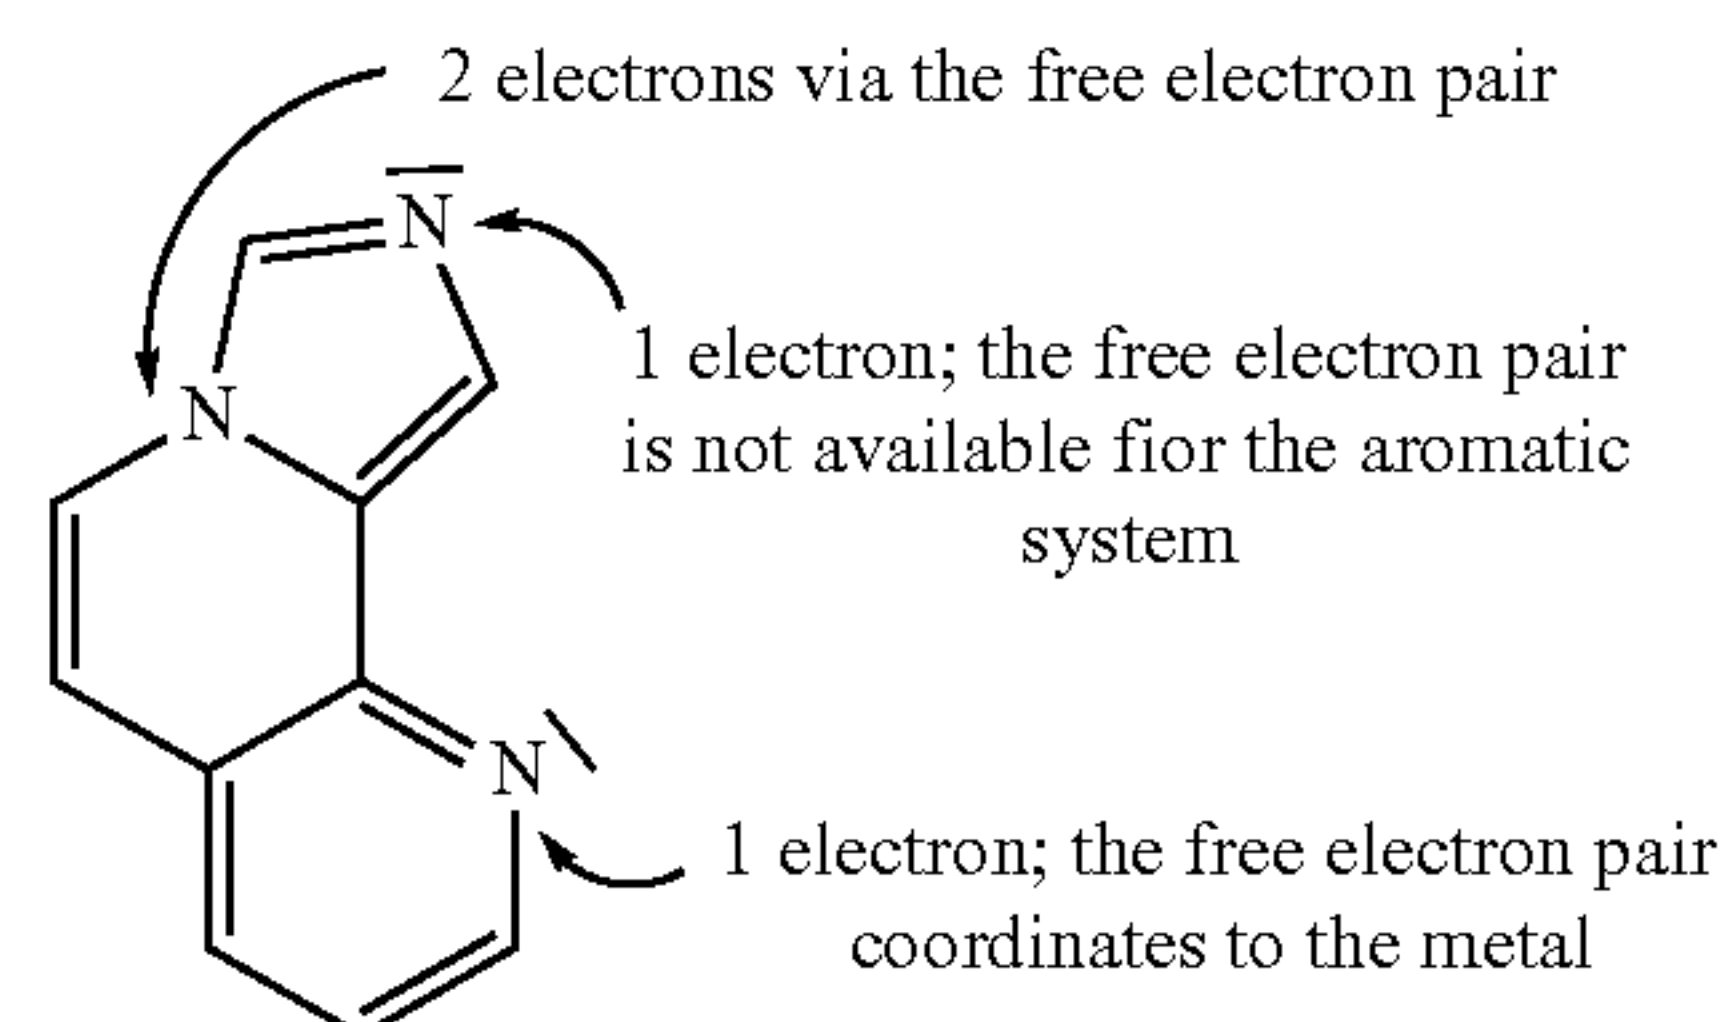 2 electrons via the free electron pair
N
1 electron; the free electron pair
is not available fior the aromatic
system
N
N
1 electron; the free electron pair
coordinates to the metal